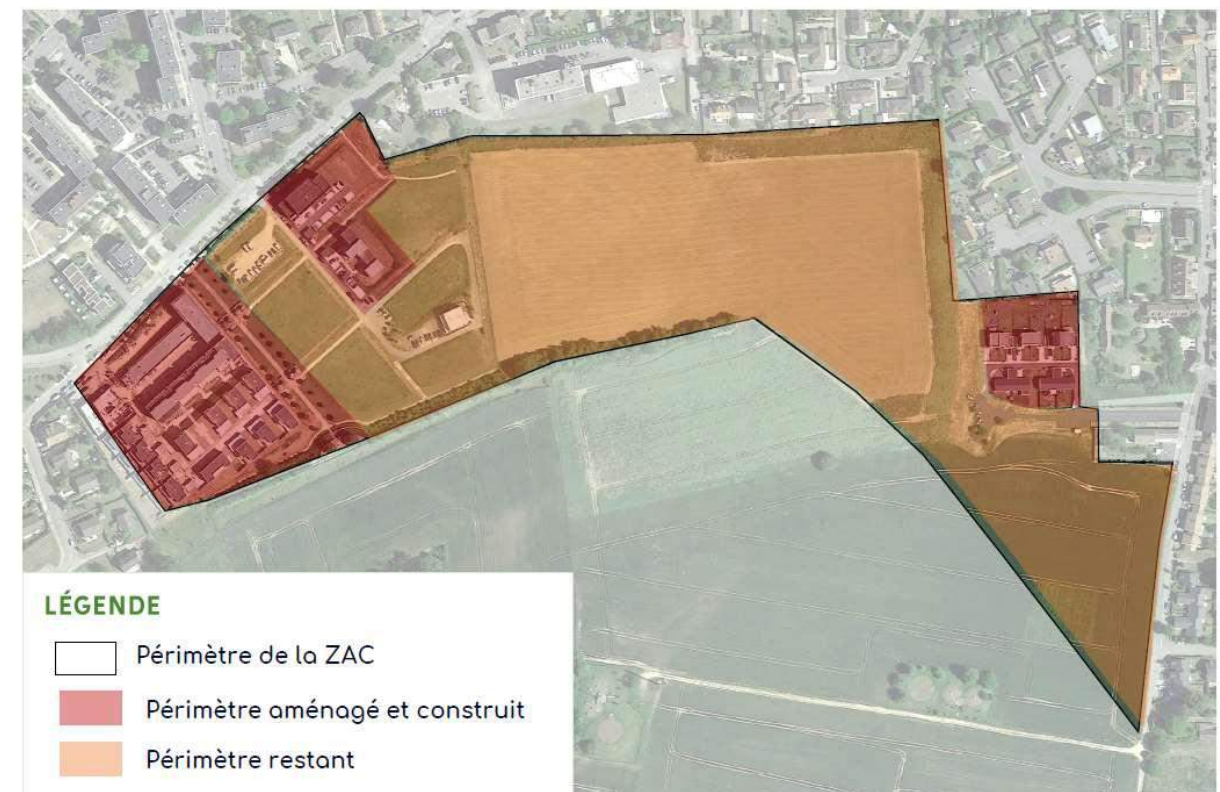 LÉGENDE
Périmètre de la ZAC
Périmètre aménagé et construit
Périmètre restant